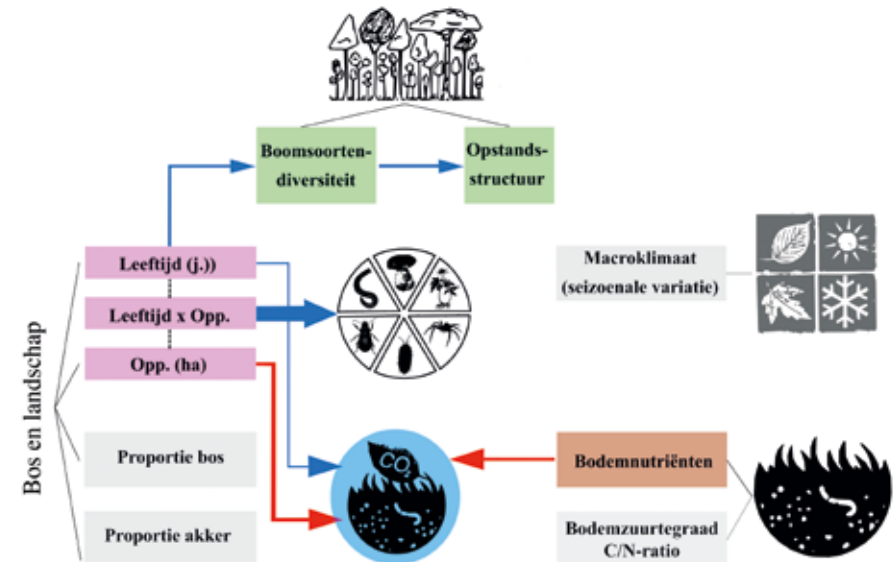 Boomsoorten-
diversiteit
Opstands-
structuur
Bos en landschap
Leeftijd (j.))
Leeftijd x Opp.
Opp. (ha)
Proportie bos
Proportie akker
Macroklimaat
(seizoenale variatie)
CO₂
Bodemnutriënten
Bodemzuurtegraad
C/N-ratio